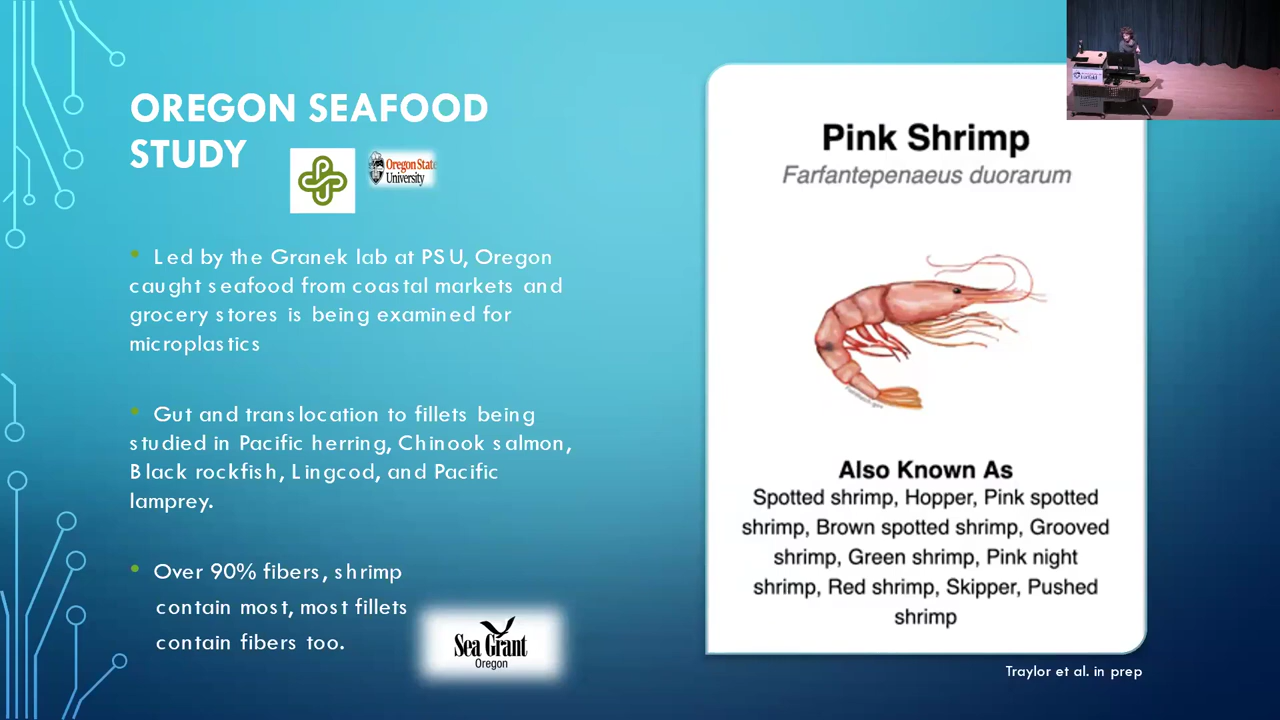 OREGON SEAFOOD
STUDY
Oregon State
University
• Led by the Granek lab at PSU, Oregon
caught seafood from coastal markets and
grocery stores is being examined for
microplastics
• Gut and translocation to fillets being
studied in Pacific herring, Chinook salmon,
Black rockfish, Lingcod, and Pacific
lamprey.
• Over 90% fibers, shrimp
contain most, most fillets
contain fibers too.
Sea Grant
Oregon
Pink Shrimp
Farfantepenaeus duorarum
Also Known As
Spotted shrimp, Hopper, Pink spotted
shrimp, Brown spotted shrimp, Grooved
shrimp, Green shrimp, Pink night
shrimp, Red shrimp, Skipper, Pushed
shrimp
Traylor et al. in prep